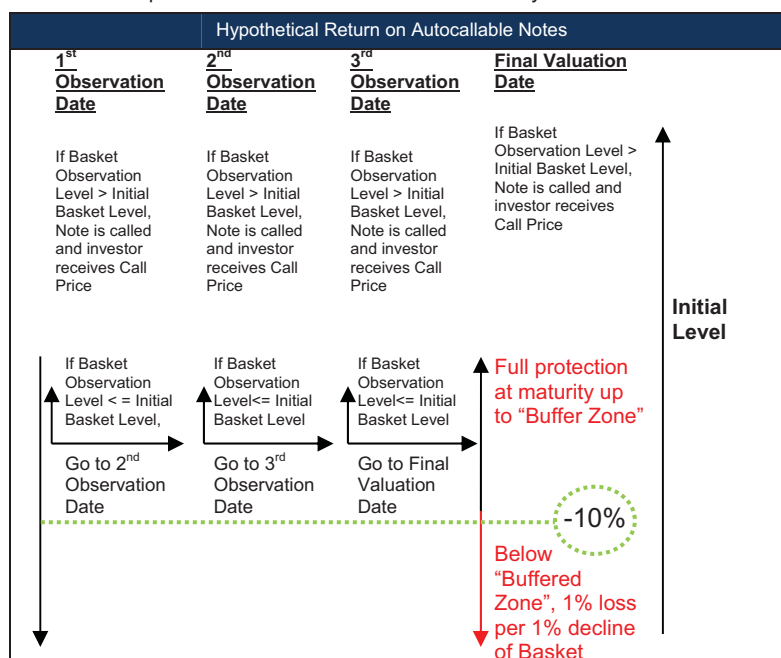 Hypothetical Return on Autocallable Notes
1st
Observation
Date
2nd
Observation
Date
3rd
Observation
Date
Final Valuation
Date
If Basket
Observation
Level > Initial
Basket Level,
Note is called
and investor
receives Call
Price
If Basket
Observation
Level > Initial
Basket Level,
Note is called
and investor
receives Call
Price
If Basket
Observation
Level > Initial
Basket Level,
Note is called
and investor
receives Call
Price
If Basket
Observation Level >
Initial Basket Level,
Note is called and
investor receives
Call Price
Initial
Level
If Basket
Observation
Level < = Initial
Basket Level,
Go to 2nd
Observation
Date
If Basket
Observation
Level<= Initial
Basket Level
Go to 3rd
Observation
Date
If Basket
Observation
Level<= Initial
Basket Level
Go to Final
Valuation
Date
Full protection
at maturity up
to “Buffer Zone”
-10%
Below
“Buffered
Zone”, 1% loss
per 1% decline
of Basket